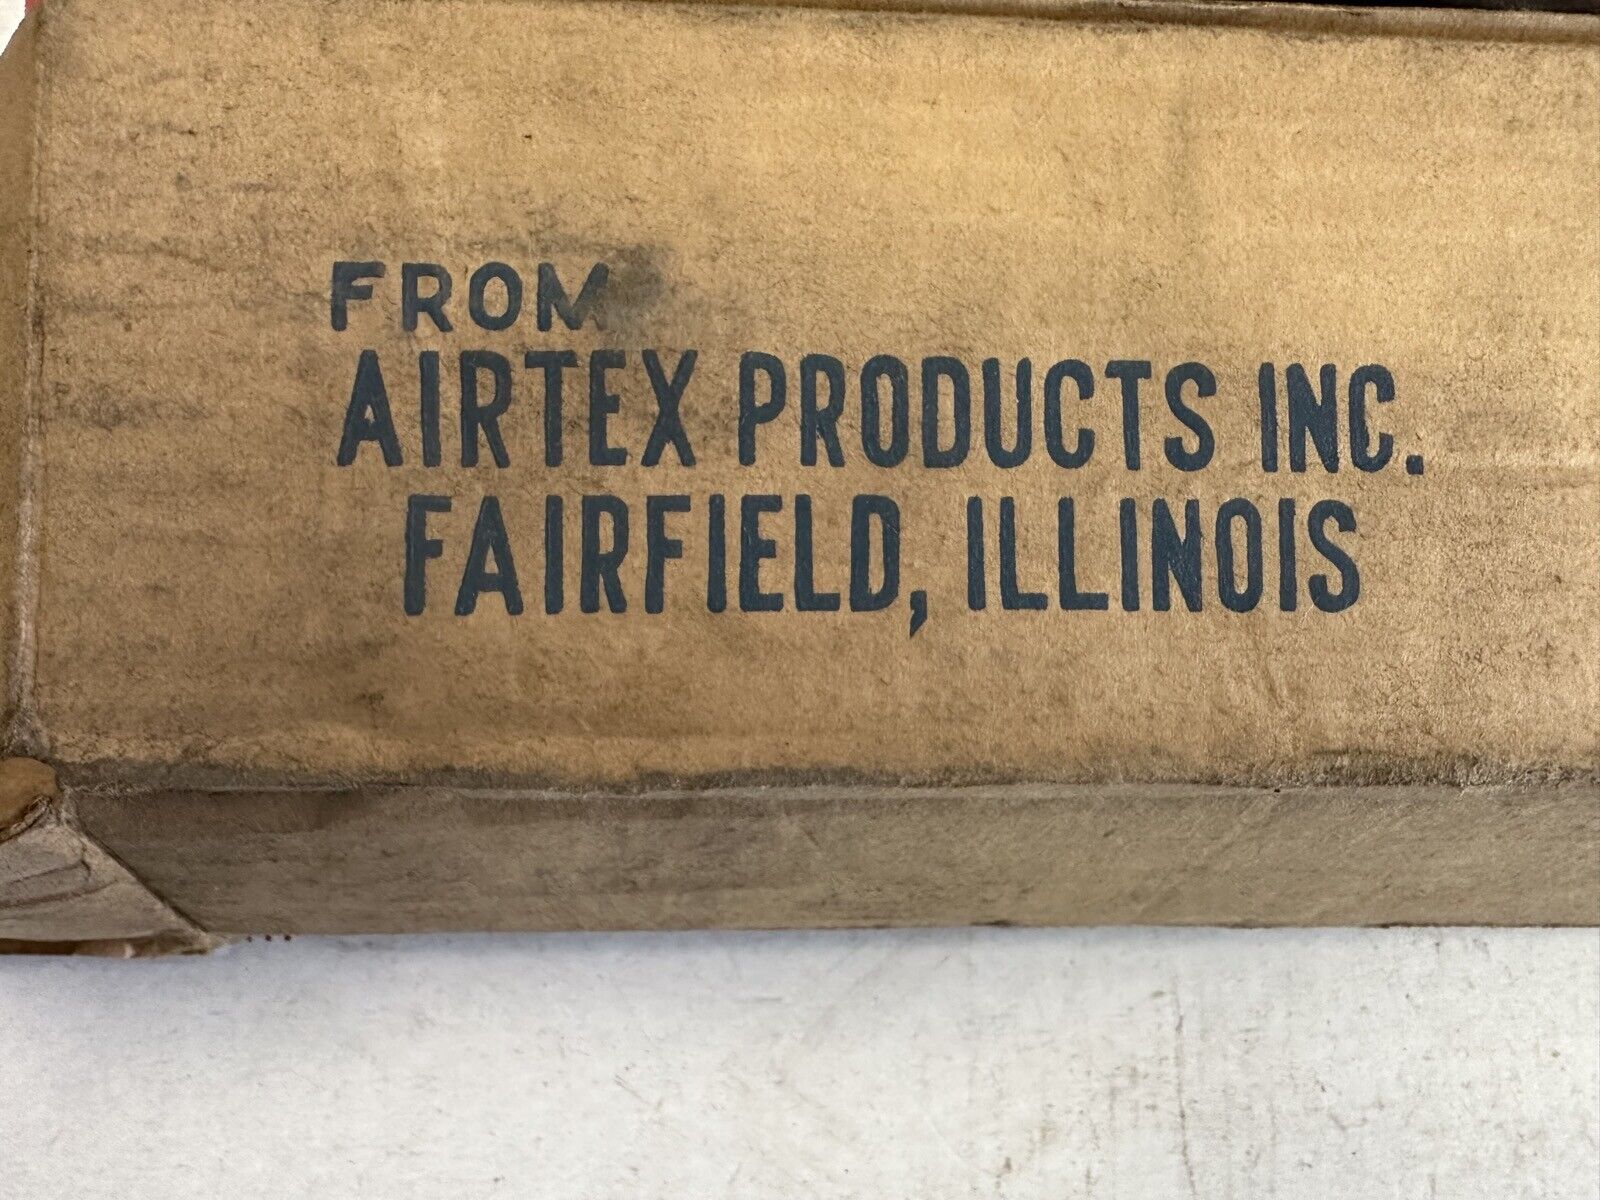 FROM
AIRTEX PRODUCTS INC.
FAIRFIELD, ILLINOIS